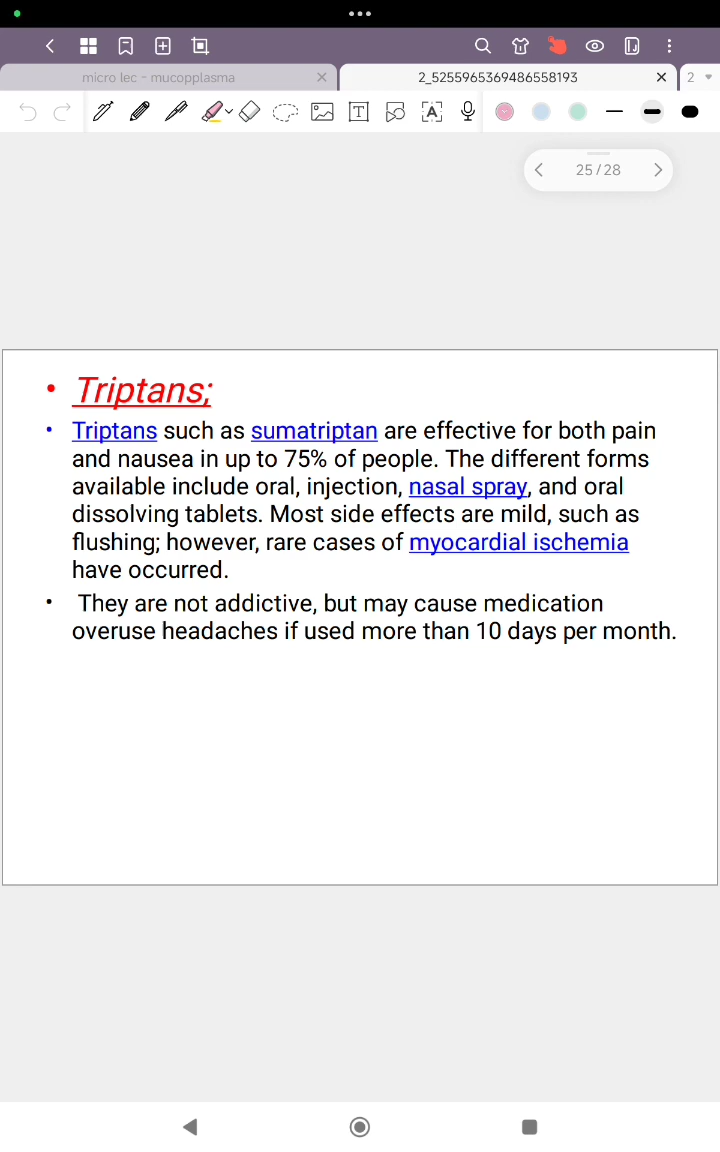 micro lec - mucopplasma
2_5255965369486558193
2
25/28
• Triptans;
• Triptans such as sumatriptan are effective for both pain
and nausea in up to 75% of people. The different forms
available include oral, injection, nasal spray, and oral
dissolving tablets. Most side effects are mild, such as
flushing; however, rare cases of myocardial ischemia
have occurred.
• They are not addictive, but may cause medication
overuse headaches if used more than 10 days per month.